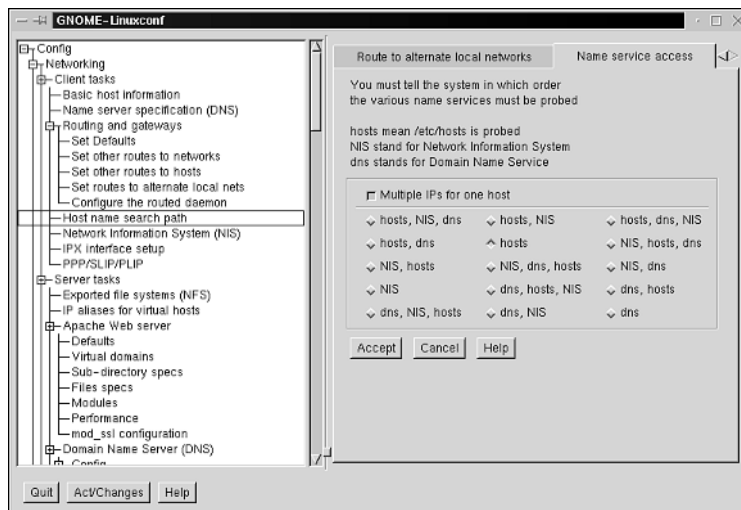 GNOME-Linuxconf
Config
Networking
Client tasks
Basic host information
Name server specification (DNS)
Routing and gateways
Set Defaults
Set other routes to networks
Set other routes to hosts
Set routes to alternate local nets
Configure the routed daemon
Host name search path
Network Information System (NIS)
IPX interface setup
PPP/SLIP/PLIP
Server tasks
Exported file systems (NFS)
IP aliases for virtual hosts
Apache Web server
Defaults
Virtual domains
Sub-directory specs
Files specs
Modules
Performance
mod_ssl configuration
Domain Name Server (DNS)
Config
Route to alternate local networks
Name service access
You must tell the system in which order
the various name services must be probed
hosts mean /etc/hosts is probed
NIS stand for Network Information System
dns stands for Domain Name Service
Multiple IPs for one host
hosts, NIS, dns
hosts, NIS
hosts, dns, NIS
hosts, dns
hosts
NIS, hosts, dns
NIS, hosts
NIS, dns, hosts
NIS, dns
NIS
dns, hosts, NIS
dns, hosts
dns, NIS, hosts
dns, NIS
dns
Accept
Cancel
Help
Quit
Act/Changes
Help